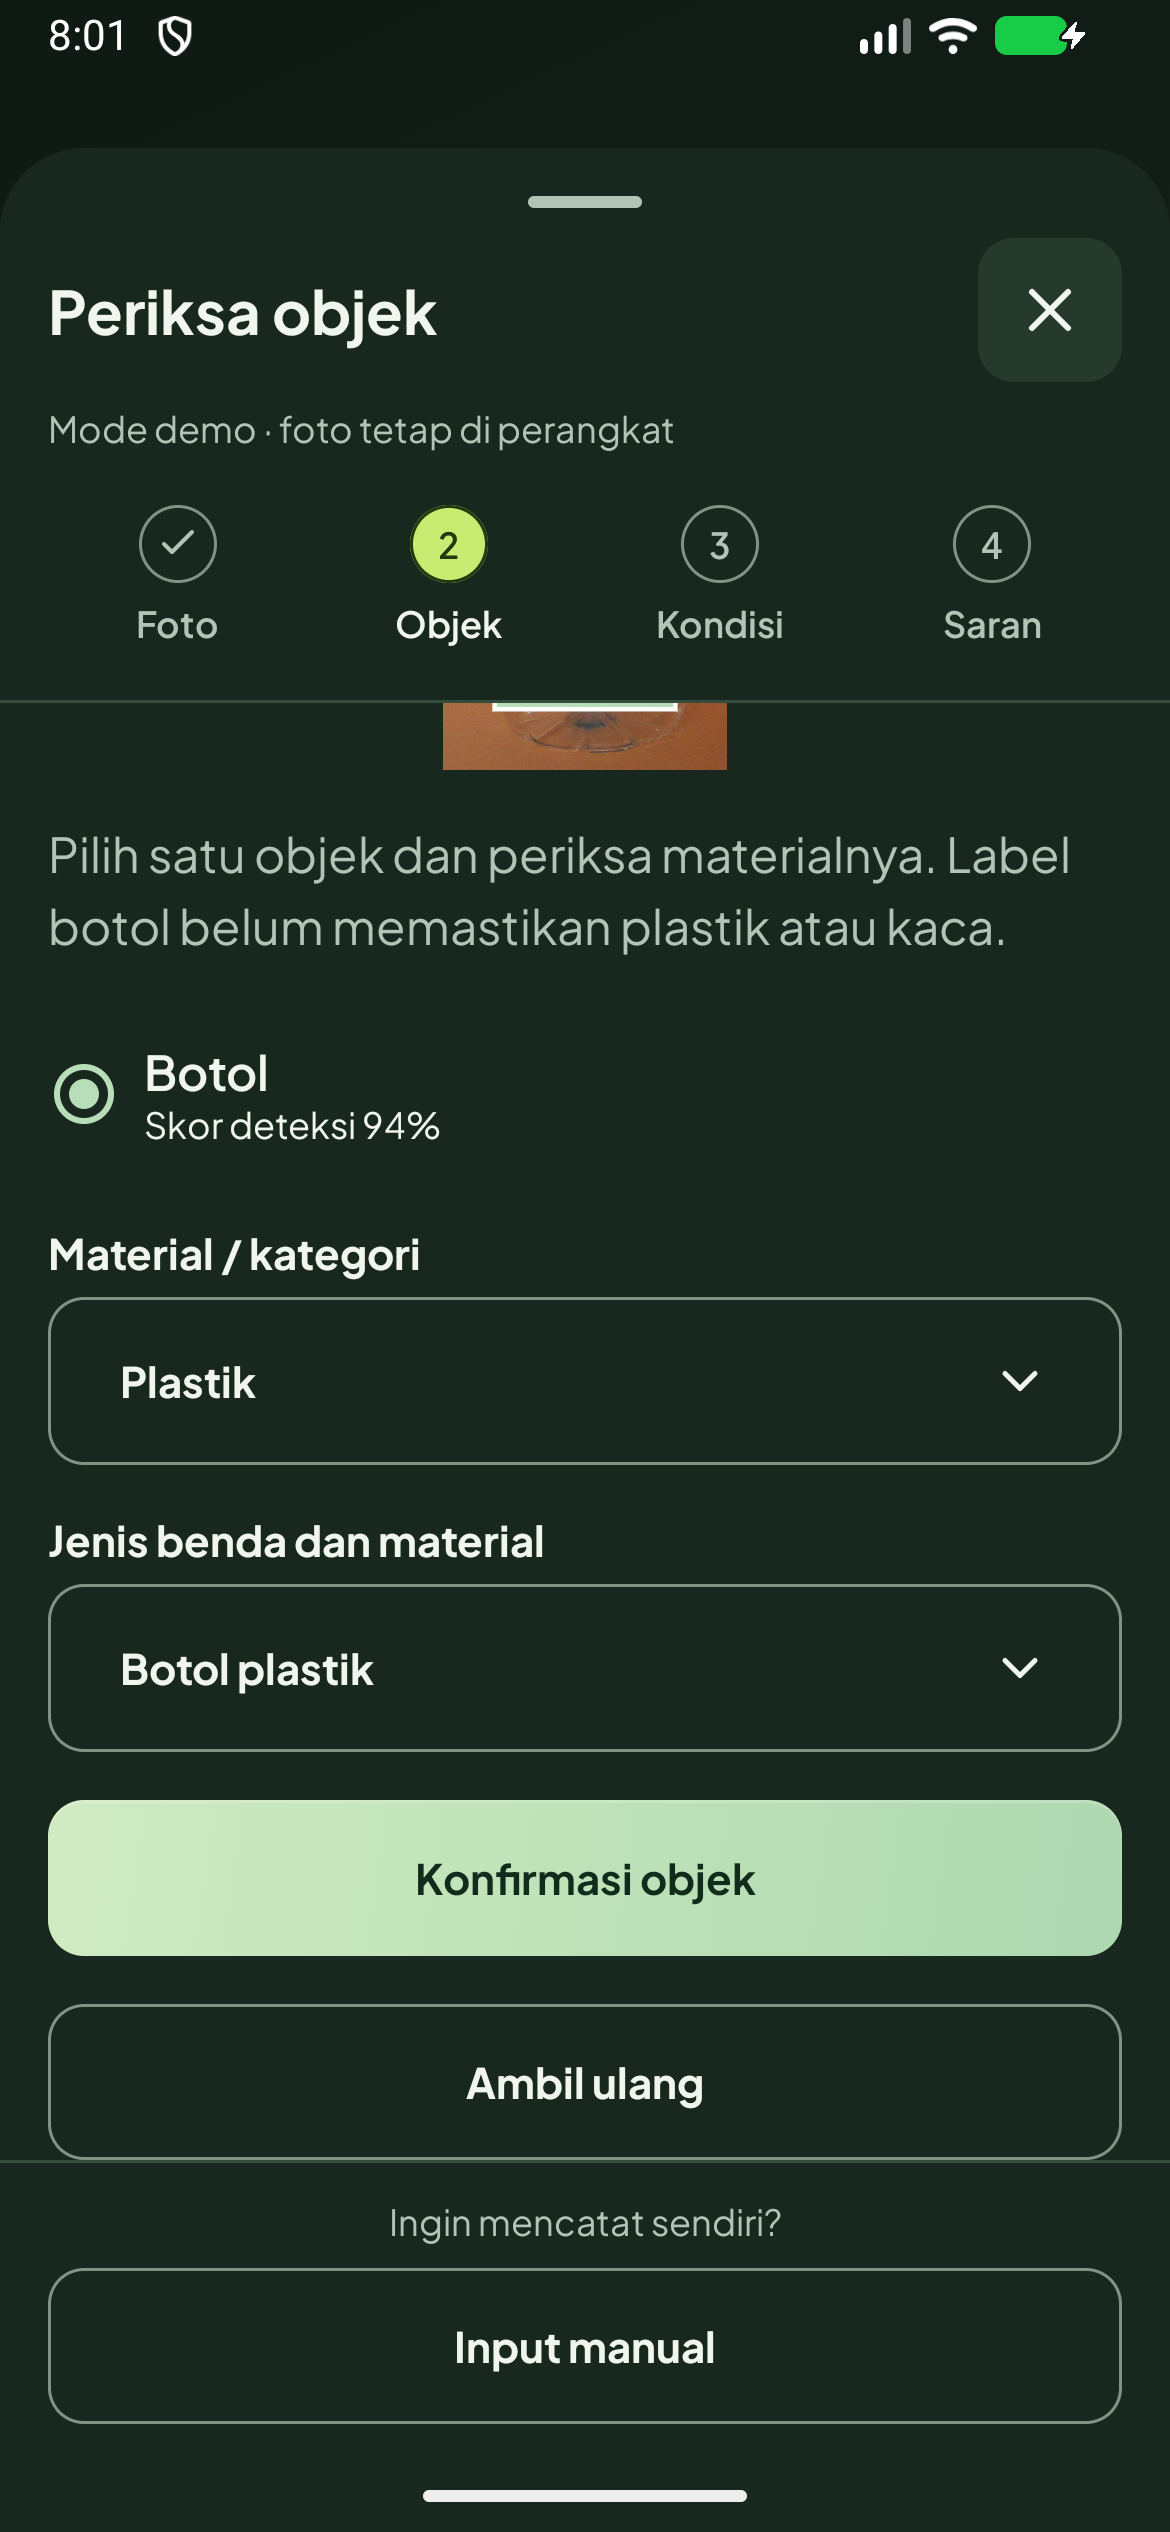 8:01
Periksa objek
Mode demo · foto tetap di perangkat
2
3
4
Foto
Objek
Kondisi
Saran
Pilih satu objek dan periksa materialnya. Label
botol belum memastikan plastik atau kaca.
Botol
Skor deteksi 94%
Material / kategori
Plastik
Jenis benda dan material
Botol plastik
Konfirmasi objek
Ambil ulang
Ingin mencatat sendiri?
Input manual